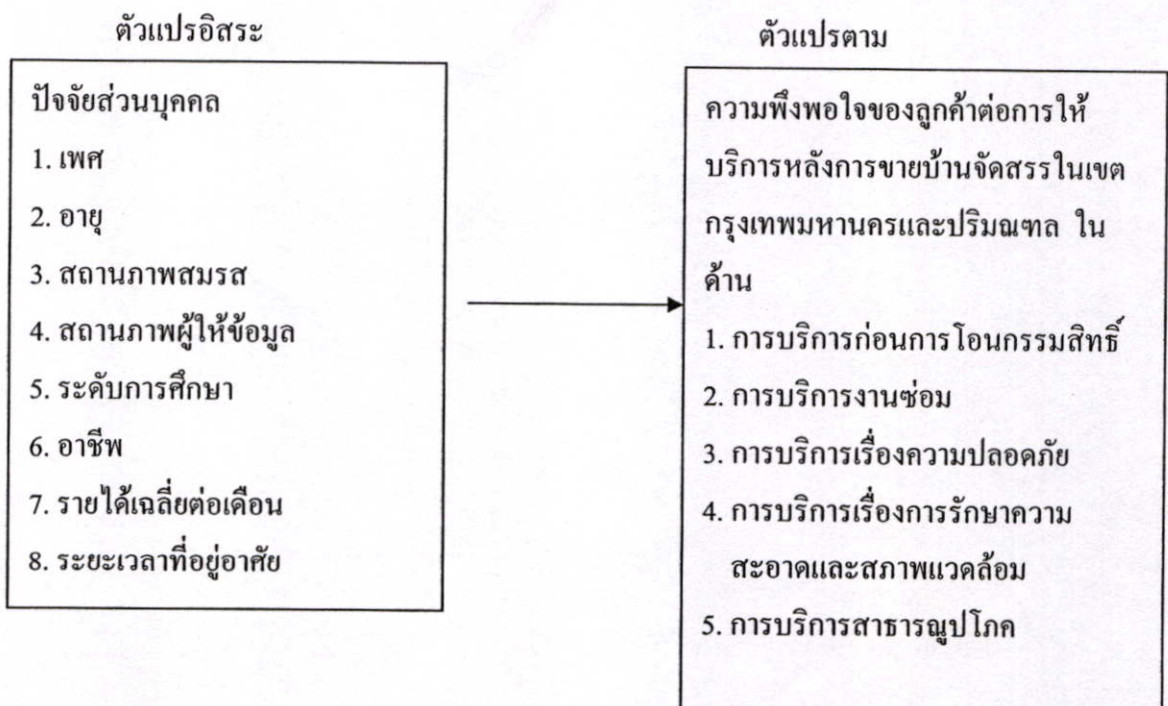 ตัวแปรอิสระ
ปัจจัยส่วนบุคคล
1. เพศ
2. อายุ
3. สถานภาพสมรส
4. สถานภาพผู้ให้ข้อมูล
5. ระดับการศึกษา
6. อาชีพ
7. รายได้เฉลี่ยต่อเดือน
8. ระยะเวลาที่อยู่อาศัย
ตัวแปรตาม
ความพึงพอใจของลูกค้าต่อการให้
บริการหลังการขายบ้านจัดสรรในเขต
กรุงเทพมหานครและปริมณฑล ใน
ด้าน
1. การบริการก่อนการโอนกรรมสิทธิ์
2. การบริการงานซ่อม
3. การบริการเรื่องความปลอดภัย
4. การบริการเรื่องการรักษาความ
สะอาดและสภาพแวดล้อม
5. การบริการสาธารณูปโภค